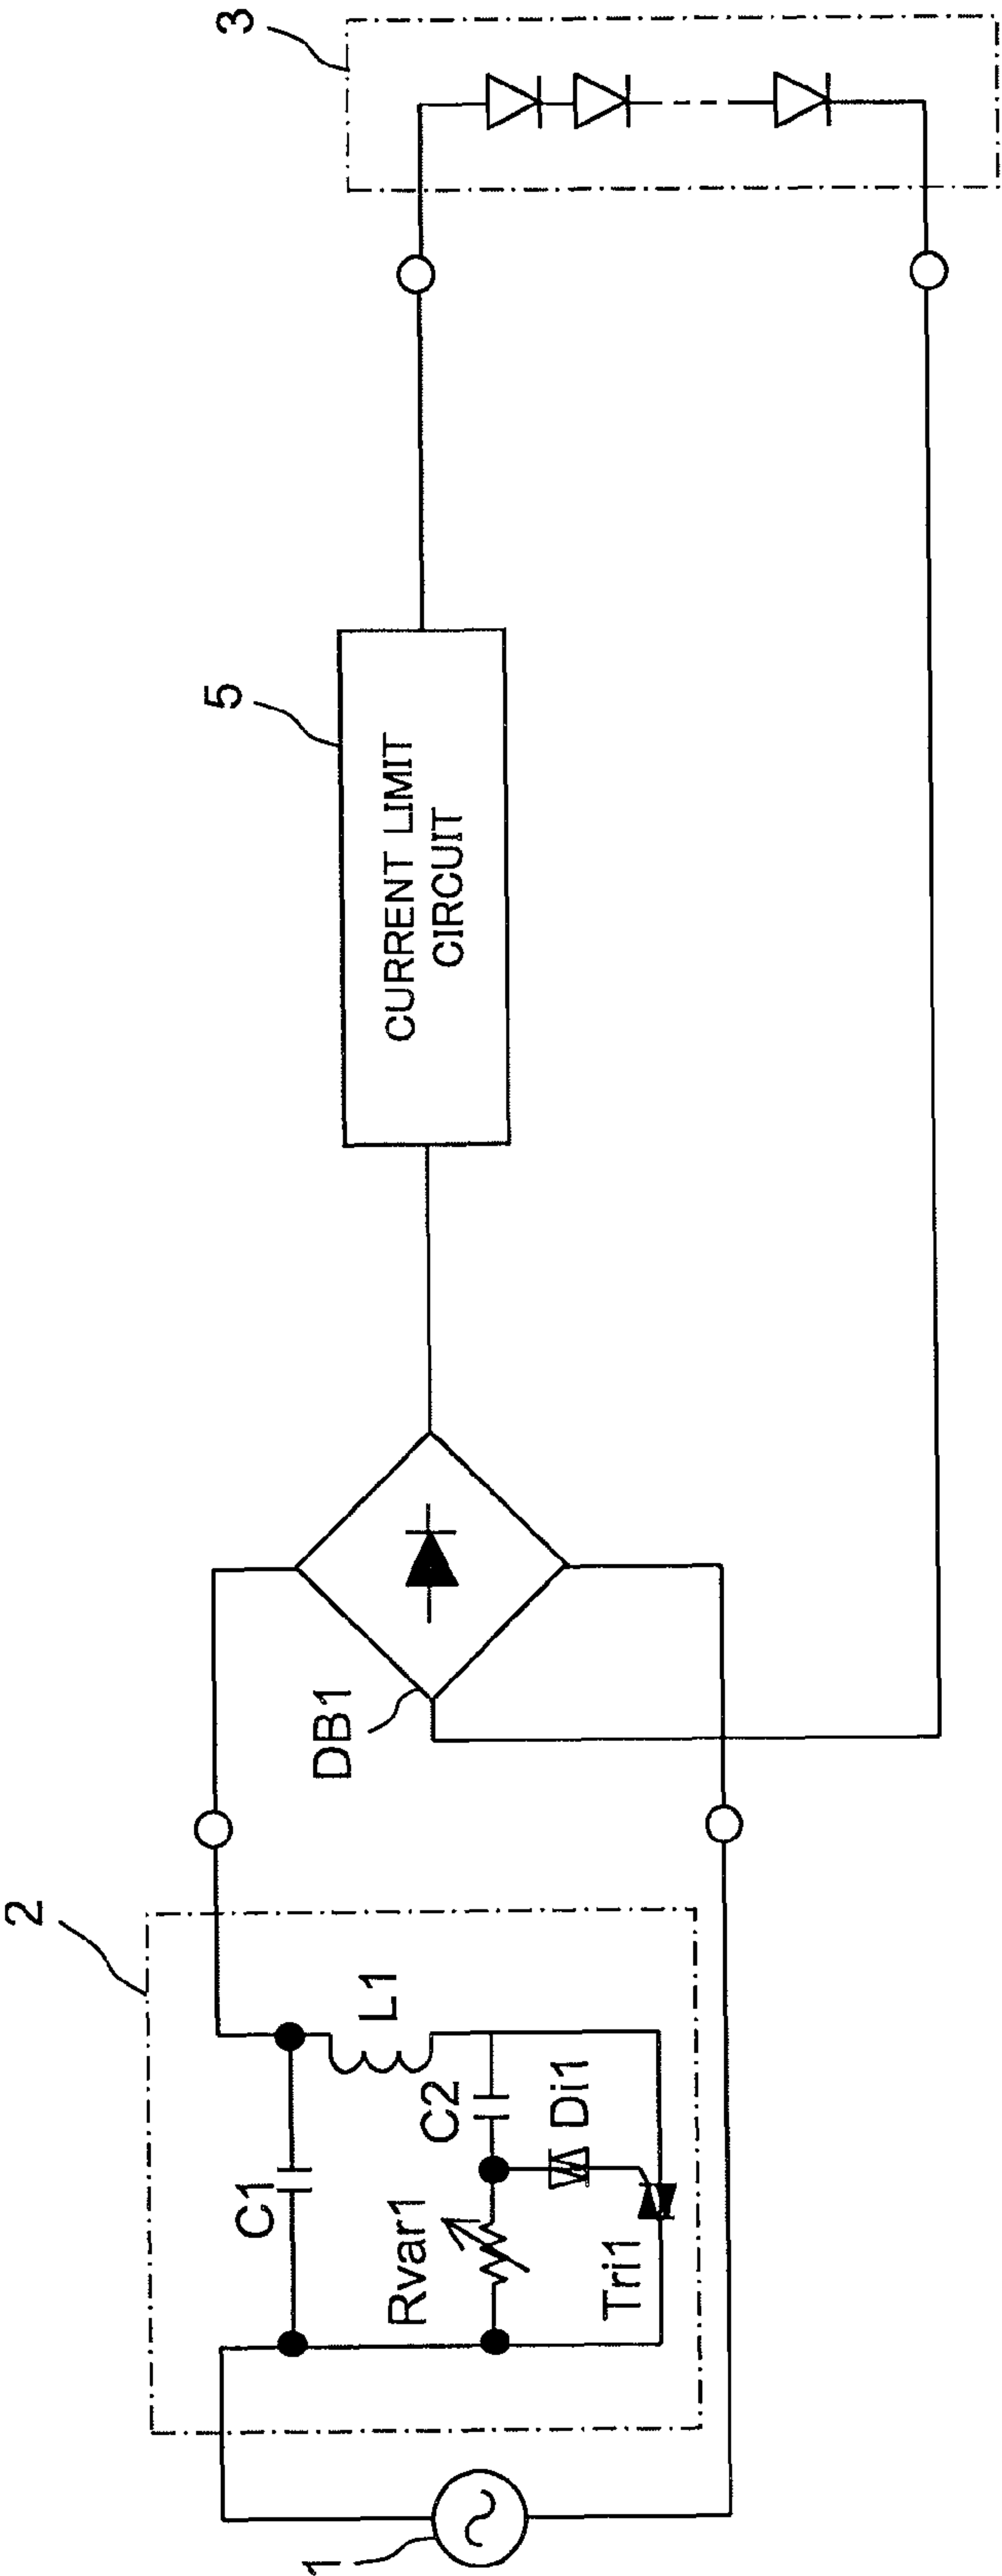 1
2
C1
L1
Rvar1
C2
Di1
Tri1
DB1
5
CURRENT LIMIT
CIRCUIT
3